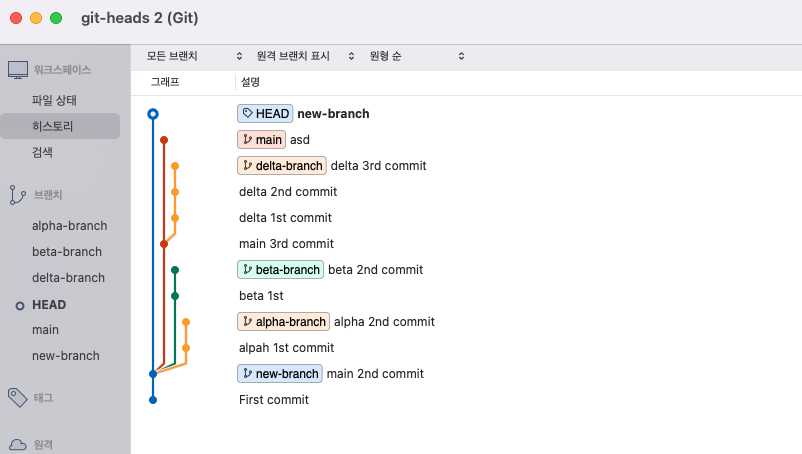 git-heads 2 (Git)
워크스페이스
파일 상태
히스토리
검색
브랜치
alpha-branch
beta-branch
delta-branch
HEAD
main
new-branch
태그
원격
모든 브랜치 원격 브랜치 표시 원형 순
그래프 설명
HEAD new-branch
main asd
delta-branch delta 3rd commit
delta 2nd commit
delta 1st commit
main 3rd commit
beta-branch beta 2nd commit
beta 1st
alpha-branch alpha 2nd commit
alpah 1st commit
new-branch main 2nd commit
First commit